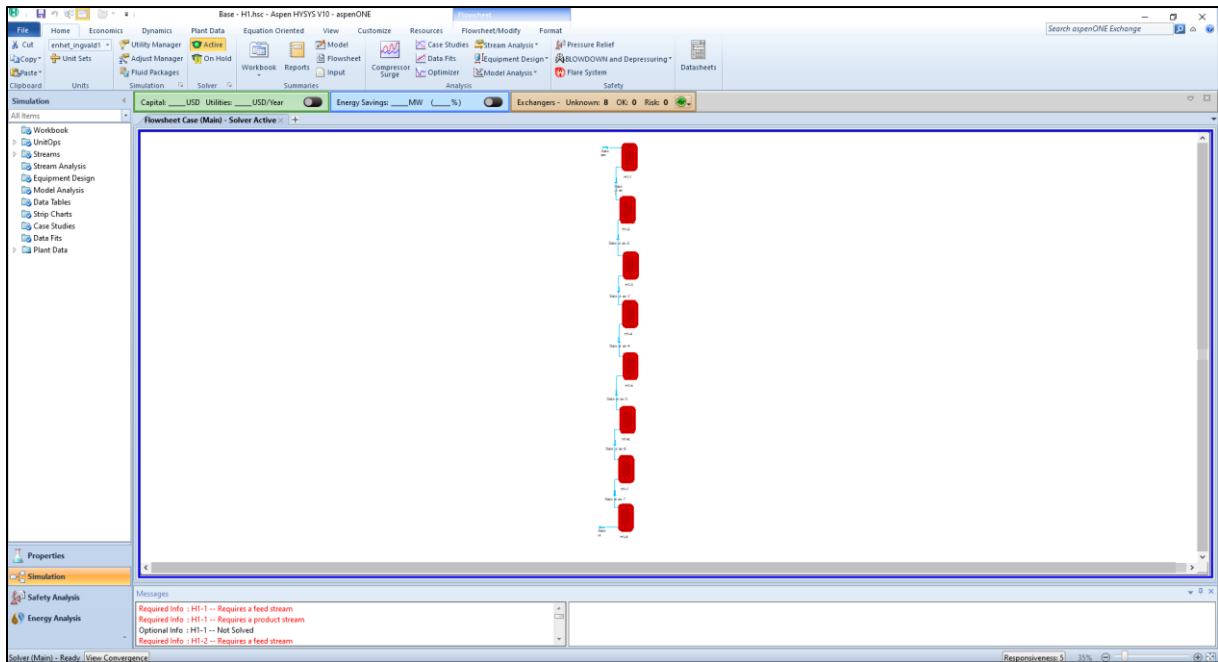 Base - H1.hsc - Aspen HYSYS V10 - aspenONE
Flowsheet
File Home Economics Dynamics Plant Data Equation Oriented View Customize Resources Flowsheet/Modify Format
Search aspenONE Exchange
Cut enhet_ingvald1 Utility Manager Active Model Case Studies Stream Analysis Pressure Relief
Copy Unit Sets Adjust Manager On Hold Workbook Reports Flowsheet Compressor Surge Data Fits Equipment Design BLOWDOWN and Depressuring Datasheets
Paste Fluid Packages Input Optimizer Model Analysis Flare System
Clipboard Units Simulation Solver Summaries Analysis Safety
Simulation
Capital: ____USD Utilities: ____USD/Year
Energy Savings: ____MW (____%)
Exchangers - Unknown: 8 OK: 0 Risk: 0
All Items
Flowsheet Case (Main) - Solver Active
Workbook
UnitOps
Streams
Stream Analysis
Equipment Design
Model Analysis
Data Tables
Strip Charts
Case Studies
Data Fits
Plant Data
Properties
Simulation
Safety Analysis
Energy Analysis
Messages
Required Info : H1-1 -- Requires a feed stream
Required Info : H1-1 -- Requires a product stream
Optional Info : H1-1 -- Not Solved
Required Info : H1-2 -- Requires a feed stream
Solver (Main) - Ready View Convergence
Responsiveness: 5 35%